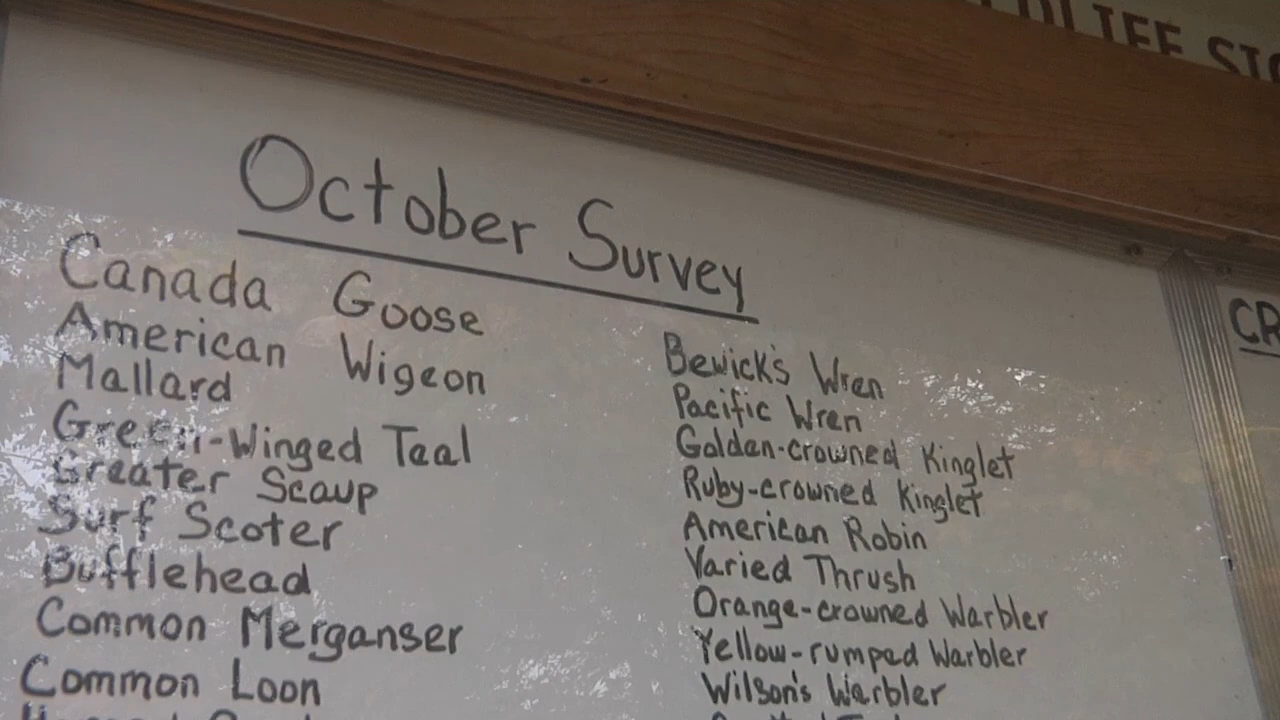 October Survey
Canada Goose
American Wigeon
Mallard
Green-Winged Teal
Greater Scaup
Surf Scoter
Bufflehead
Common Merganser
Common Loon
Bewick's Wren
Pacific Wren
Golden-crowned Kinglet
Ruby-crowned Kinglet
American Robin
Varied Thrush
Orange-crowned Warbler
Yellow-rumped Warbler
Wilson's Warbler